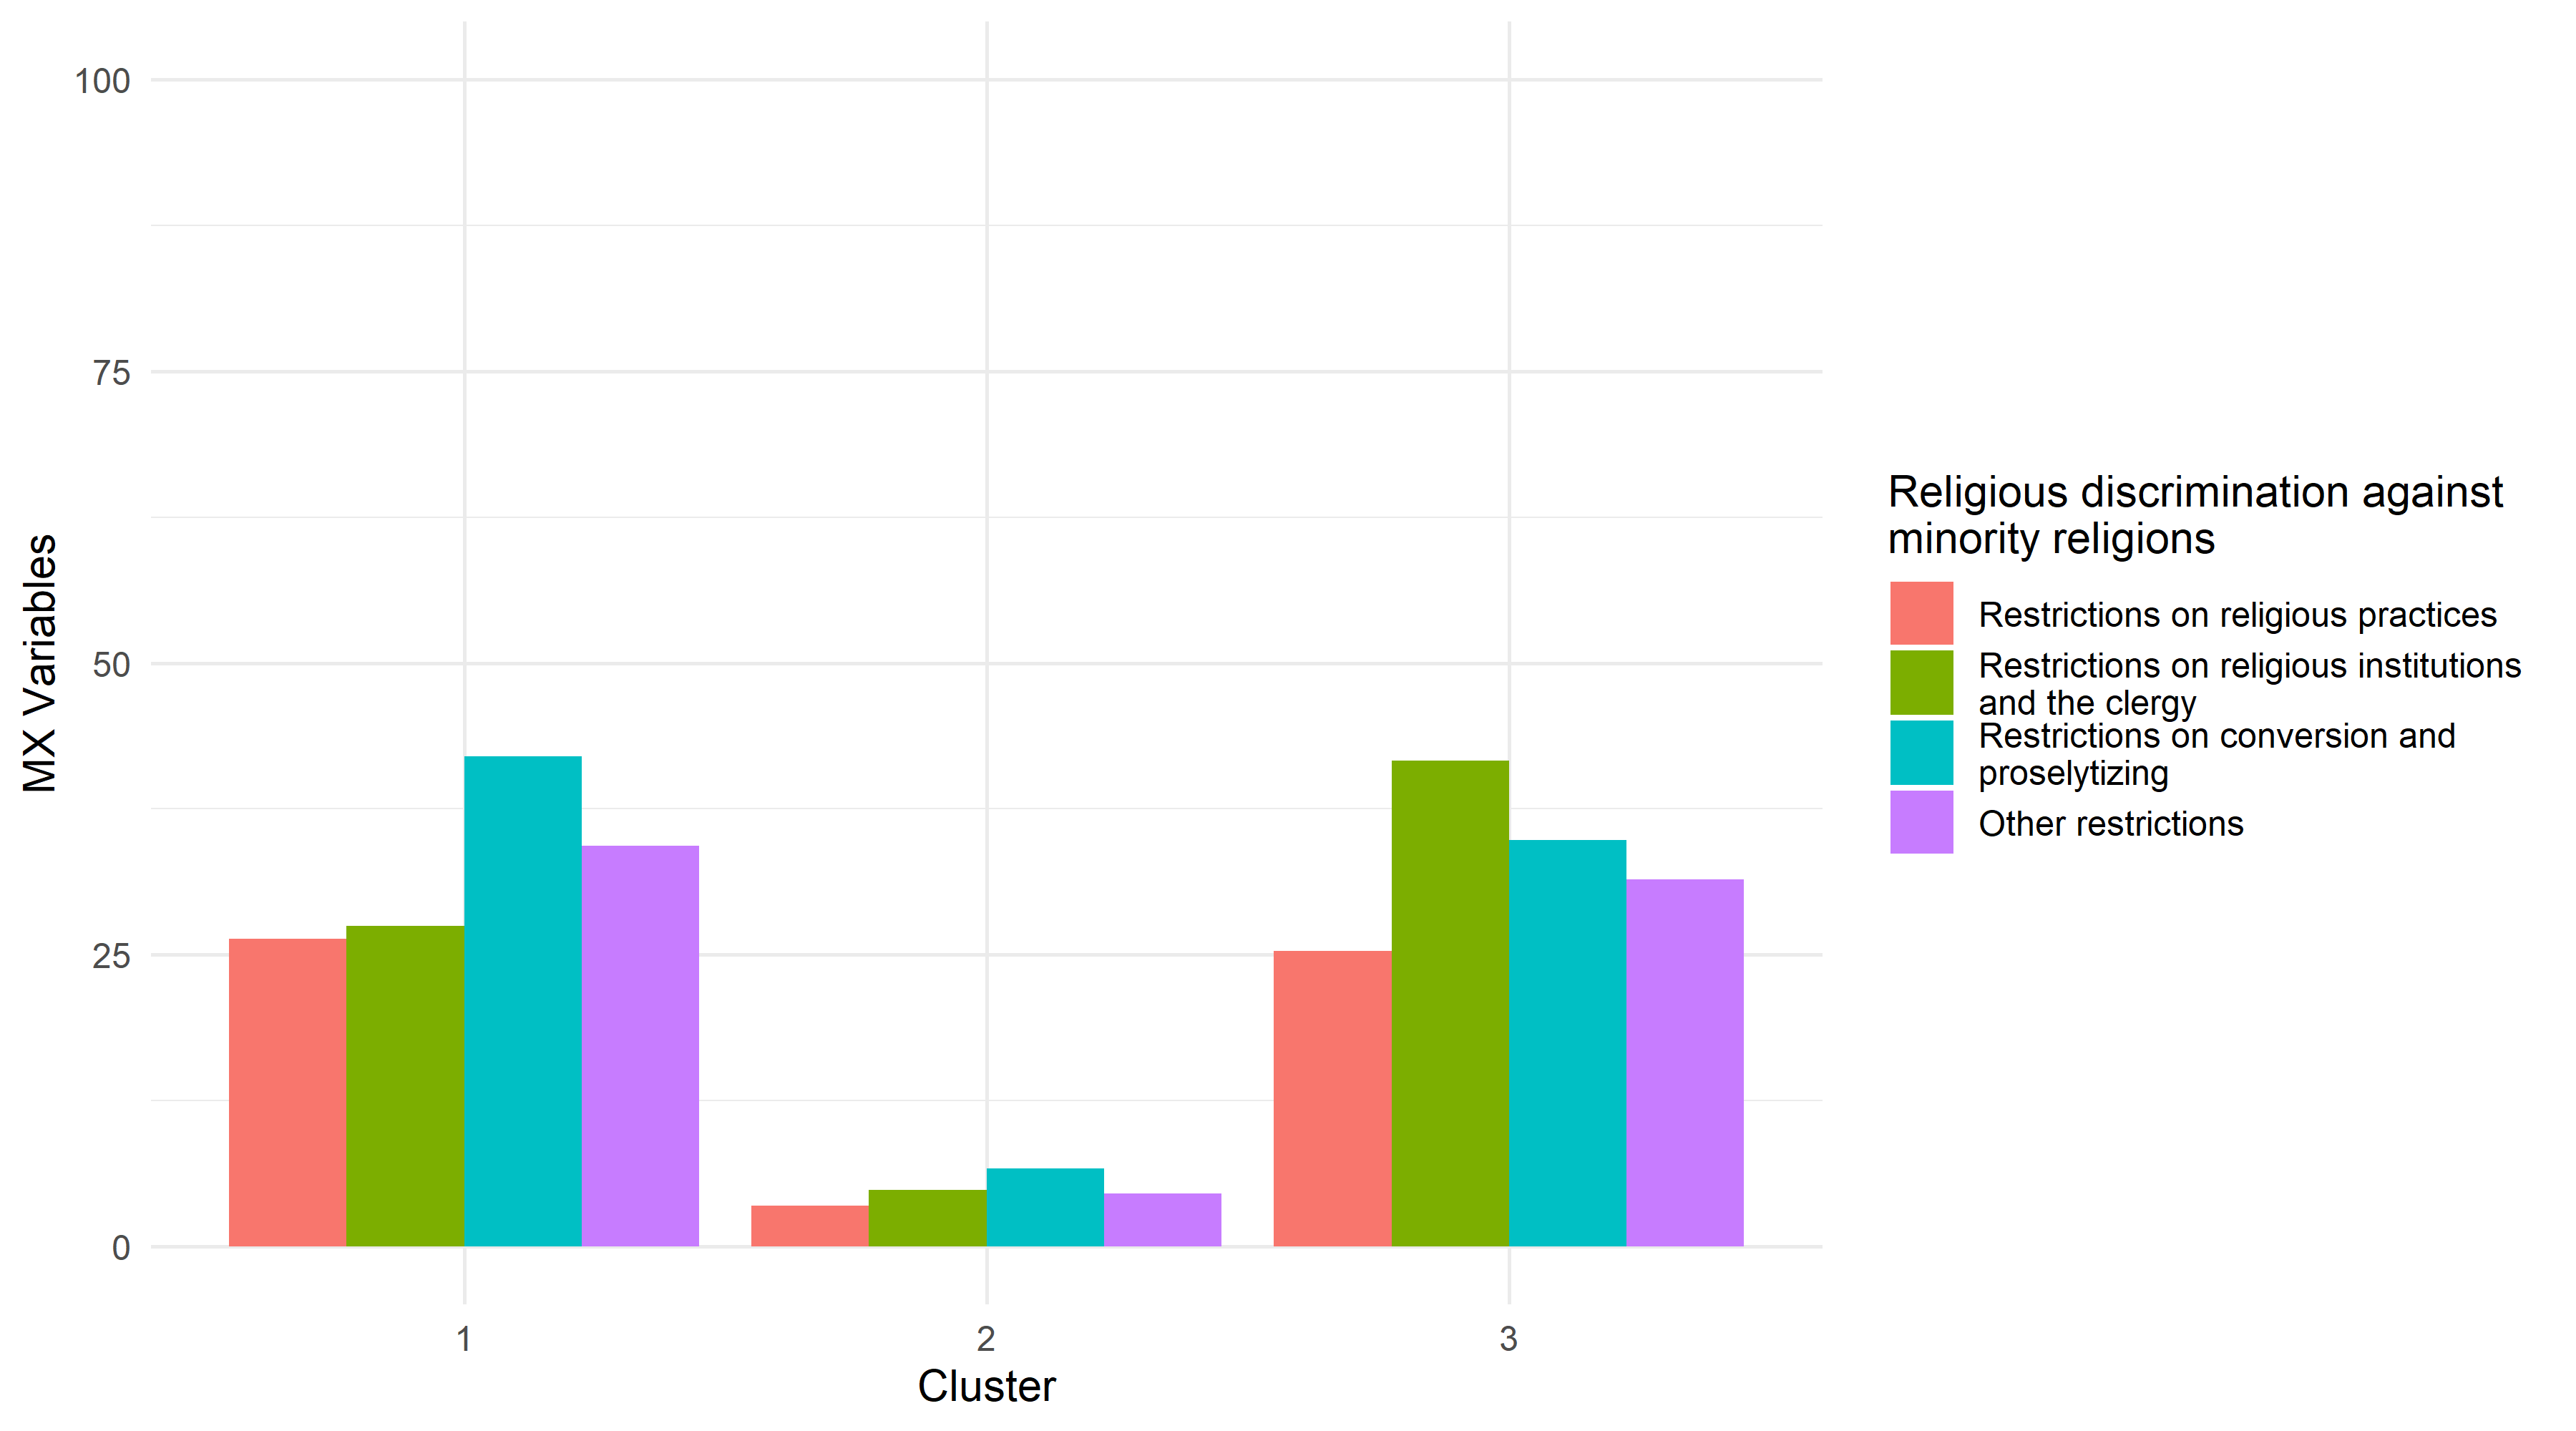 100
75
50
25
0
MX Variables
1
2
3
Cluster
Religious discrimination against
minority religions
Restrictions on religious practices
Restrictions on religious institutions
and the clergy
Restrictions on conversion and
proselytizing
Other restrictions